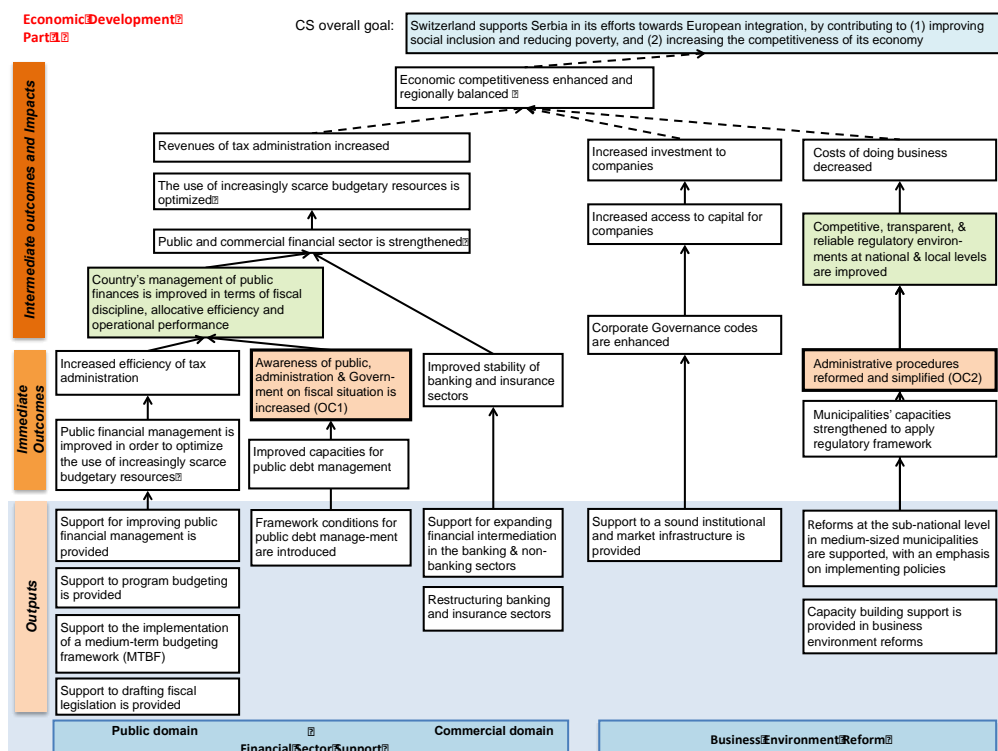 Economic Development
Part 1
CS overall goal:
Switzerland supports Serbia in its efforts towards European integration, by contributing to (1) improving
social inclusion and reducing poverty, and (2) increasing the competitiveness of its economy
Intermediate outcomes and Impacts
Economic competitiveness enhanced and
regionally balanced
Revenues of tax administration increased
The use of increasingly scarce budgetary resources is
optimized
Public and commercial financial sector is strengthened
Country's management of public
finances is improved in terms of fiscal
discipline, allocative efficiency and
operational performance
Increased investment to
companies
Increased access to capital for
companies
Corporate Governance codes
are enhanced
Costs of doing business
decreased
Competitive, transparent, &
reliable regulatory environ-
ments at national & local levels
are improved
Immediate
Outcomes
Increased efficiency of tax
administration
Public financial management is
improved in order to optimize
the use of increasingly scarce
budgetary resources
Awareness of public,
administration & Govern-
ment on fiscal situation is
increased (OC1)
Improved capacities for
public debt management
Improved stability of
banking and insurance
sectors
Administrative procedures
reformed and simplified (OC2)
Municipalities' capacities
strengthened to apply
regulatory framework
Outputs
Support for improving public
financial management is
provided
Support to program budgeting
is provided
Support to the implementation
of a medium-term budgeting
framework (MTBF)
Support to drafting fiscal
legislation is provided
Framework conditions for
public debt manage-ment
are introduced
Support for expanding
financial intermediation
in the banking & non-
banking sectors
Restructuring banking
and insurance sectors
Support to a sound institutional
and market infrastructure is
provided
Reforms at the sub-national level
in medium-sized municipalities
are supported, with an emphasis
on implementing policies
Capacity building support is
provided in business
environment reforms
Public domain
Commercial domain
Financial Sector Support
Business Environment Reform